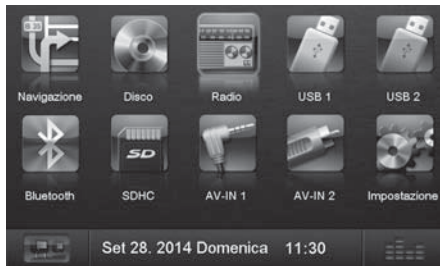 Navigazione Disco Radio USB 1 USB 2
SD
Bluetooth SDHC AV-IN 1 AV-IN 2 Impostazione
Set 28. 2014 Domenica 11:30